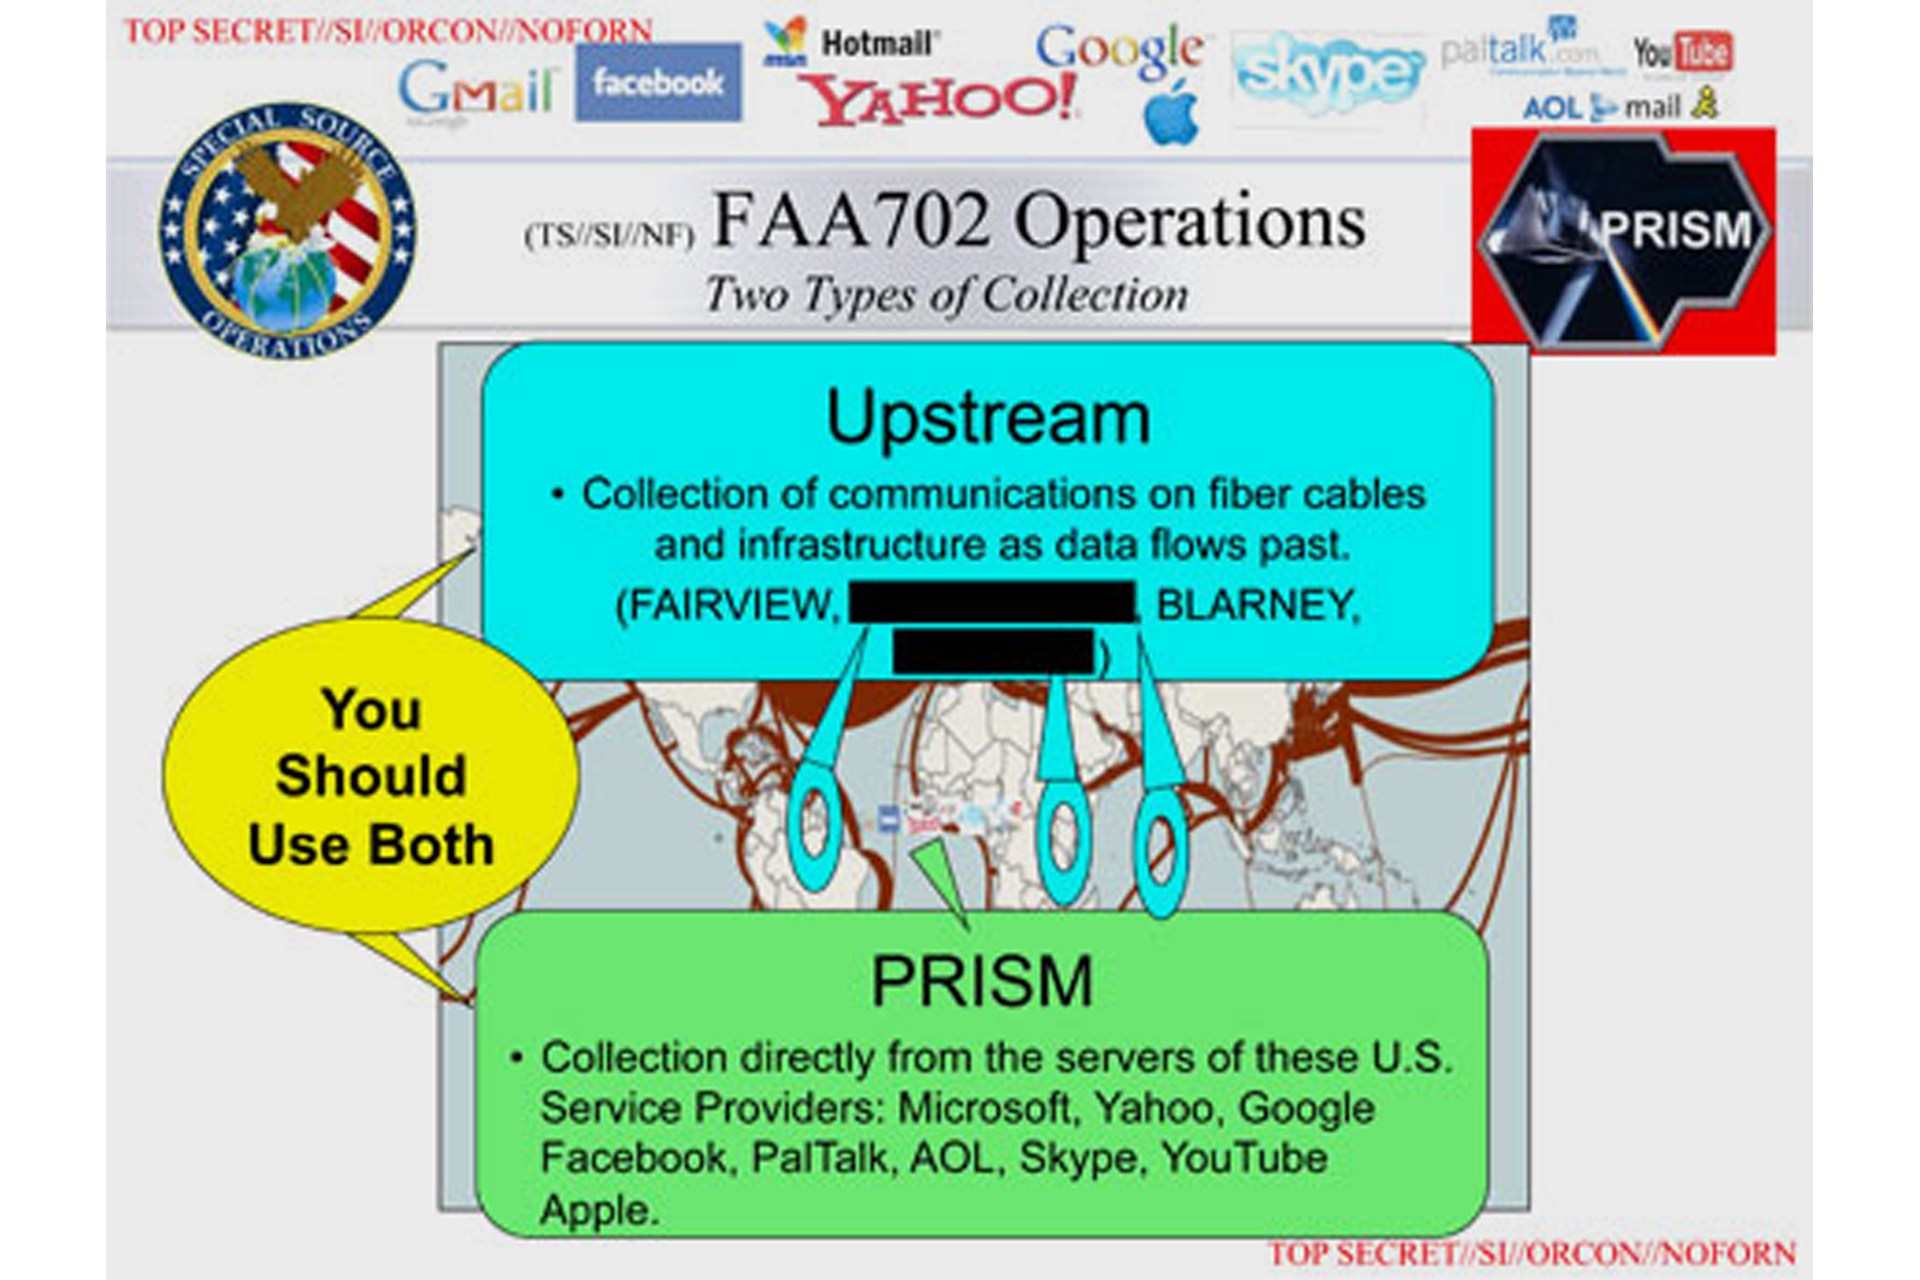 TOP SECRET//SI//ORCON//NOFORN
Gmail
facebook
msn Hotmail
YAHOO!
Google
skype
paltalk.com
YouTube
AOL mail
SPECIAL SOURCE OPERATIONS
(TS//SI//NF) FAA702 Operations
Two Types of Collection
PRISM
Upstream
• Collection of communications on fiber cables
and infrastructure as data flows past.
(FAIRVIEW, , BLARNEY,
)
You
Should
Use Both
PRISM
• Collection directly from the servers of these U.S.
Service Providers: Microsoft, Yahoo, Google
Facebook, PalTalk, AOL, Skype, YouTube
Apple.
TOP SECRET//SI//ORCON//NOFORN